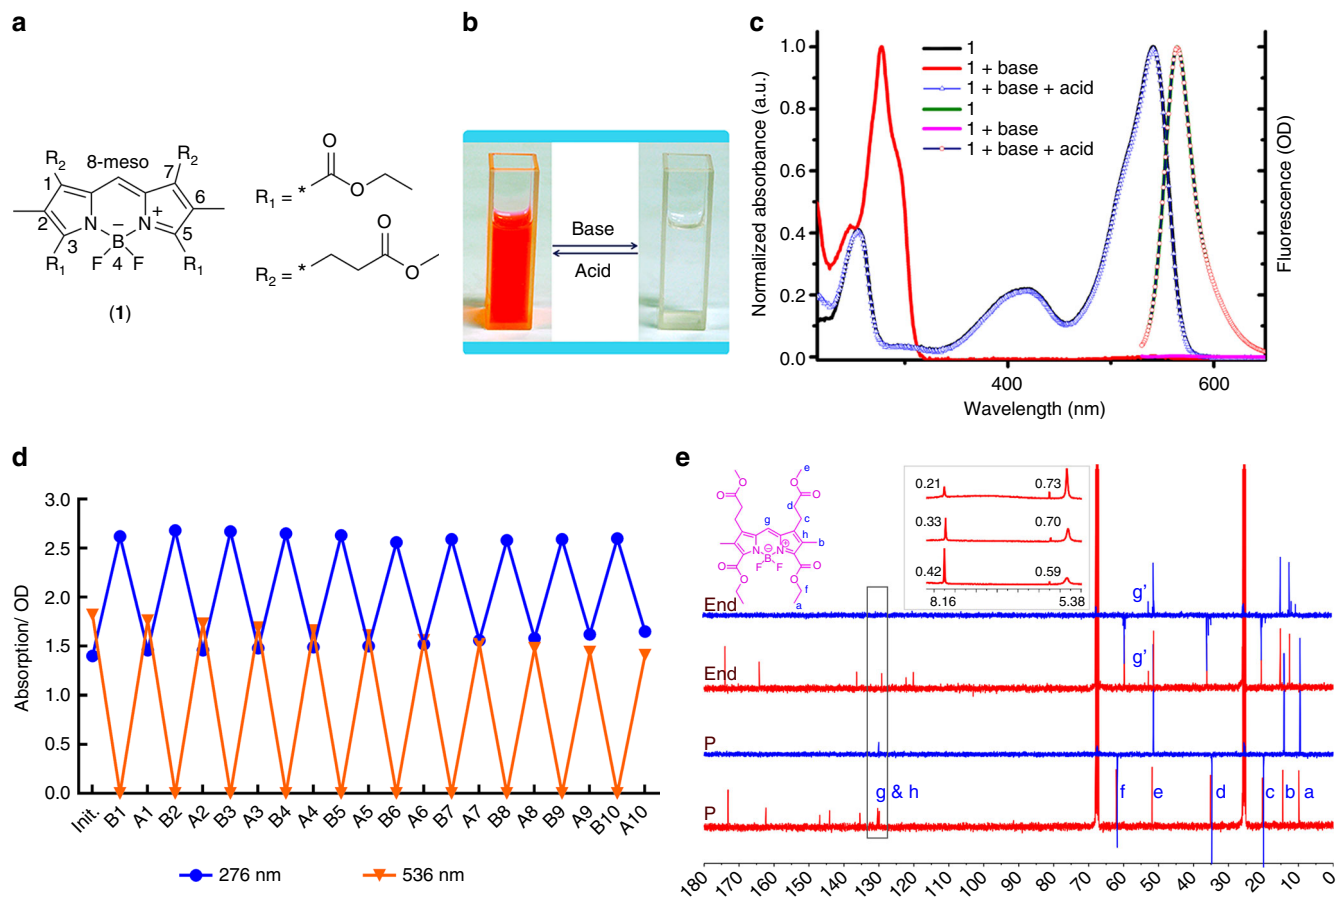 a
R2
8-meso
R2
1
7
2
6
N
− 
N
+
3
B
5
R1
F
4
F
R1
(1)
O
R1 = *
O
O
R2 = *
O
b
Base
Acid
c
1
1 + base
1 + base + acid
1
1 + base
1 + base + acid
Normalized absorbance (a.u.)
Fluorescence (OD)
1.0
0.8
0.6
0.4
0.2
0.0
400 600
Wavelength (nm)
d
Absorption/ OD
3.0
2.5
2.0
1.5
1.0
0.5
0.0
Init. B1 A1 B2 A2 B3 A3 B4 A4 B5 A5 B6 A6 B7 A7 B8 A8 B9 A9 B10 A10
276 nm 536 nm
e
O
O
e
O
O
d
c
g
h
b
N
N
⊕
B
⊖
F
F
O
O
O
O
f
a
0.21 0.73
0.33 0.70
0.42 0.59
8.16 5.38
End
g’
End
g’
P
P
g & h f e d c b a
180 170 160 150 140 130 120 110 100 90 80 70 60 50 40 30 20 10 0